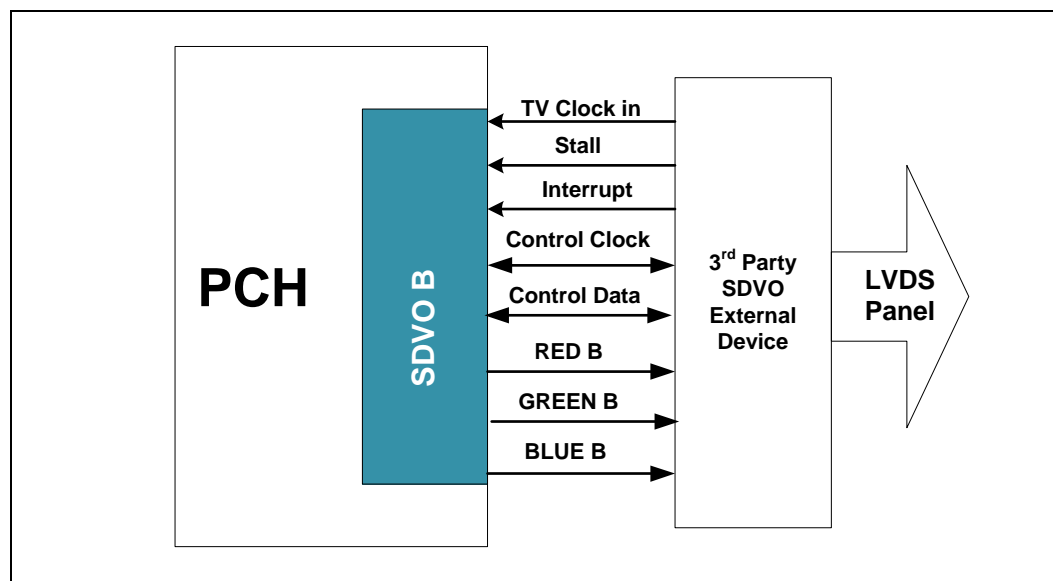 PCH
SDVO B
TV Clock in
Stall
Interrupt
Control Clock
Control Data
RED B
GREEN B
BLUE B
3rd Party
SDVO
External
Device
LVDS
Panel